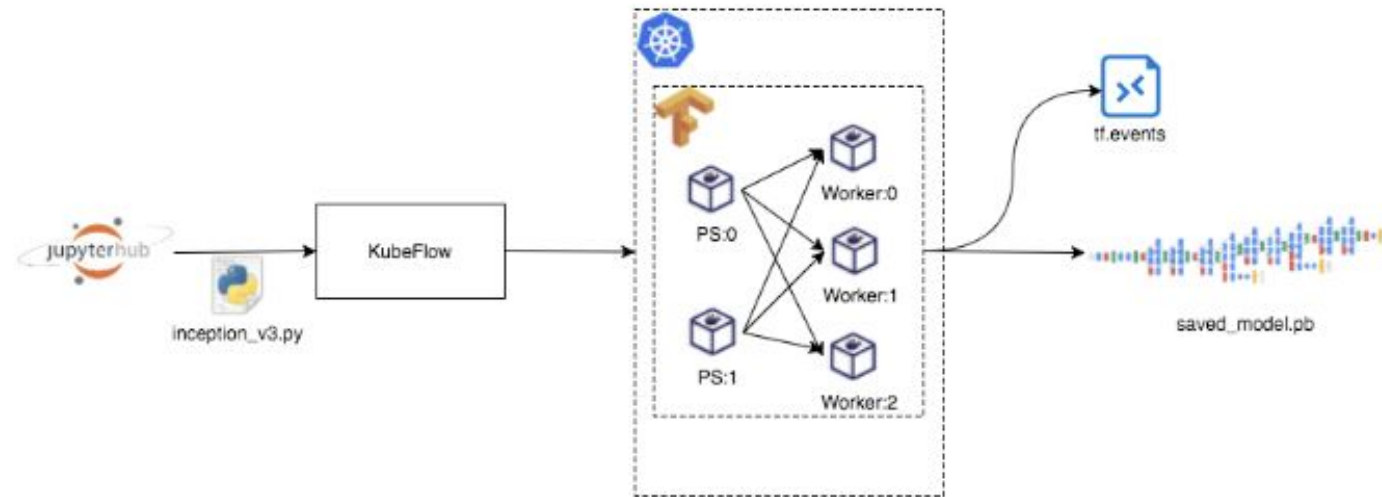 jupyterhub
inception_v3.py
KubeFlow
PS:0
PS:1
Worker:0
Worker:1
Worker:2
tf.events
saved_model.pb